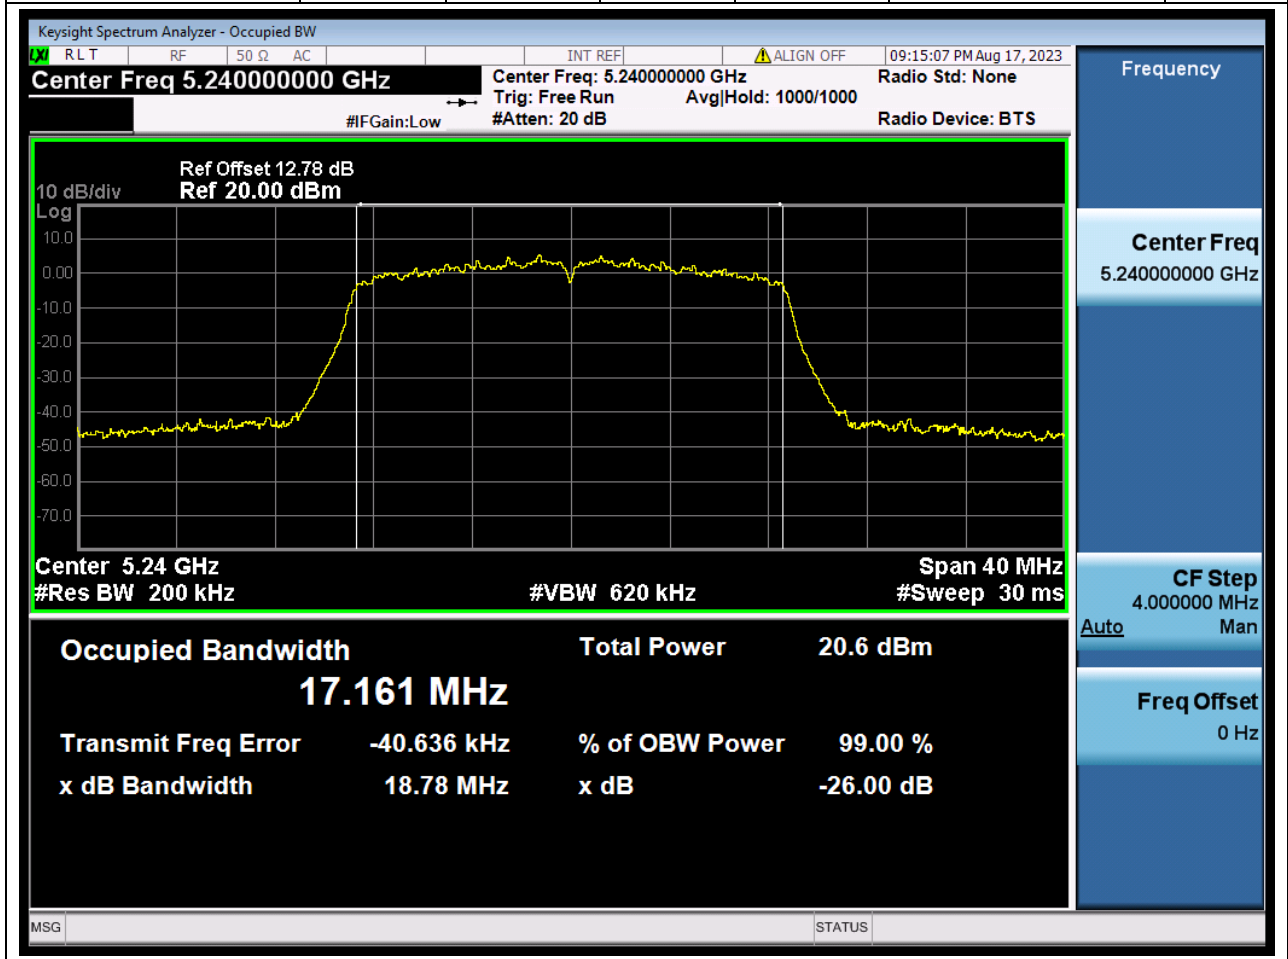 Keysight Spectrum Analyzer - Occupied BW
LXI RLT RF 50 Ω AC INT REF ALIGN OFF 09:15:07 PM Aug 17, 2023
Center Freq 5.240000000 GHz
Center Freq: 5.240000000 GHz
Radio Std: None
Trig: Free Run Avg|Hold: 1000/1000
#IFGain:Low
#Atten: 20 dB
Radio Device: BTS
Ref Offset 12.78 dB
10 dB/div Ref 20.00 dBm
Log
10.0
0.00
-10.0
-20.0
-30.0
-40.0
-50.0
-60.0
-70.0
Center 5.24 GHz Span 40 MHz
#Res BW 200 kHz #VBW 620 kHz #Sweep 30 ms
Occupied Bandwidth Total Power 20.6 dBm
17.161 MHz
Transmit Freq Error -40.636 kHz % of OBW Power 99.00 %
x dB Bandwidth 18.78 MHz x dB -26.00 dB
Frequency
Center Freq
5.240000000 GHz
CF Step
4.000000 MHz
Auto Man
Freq Offset
0 Hz
MSG STATUS